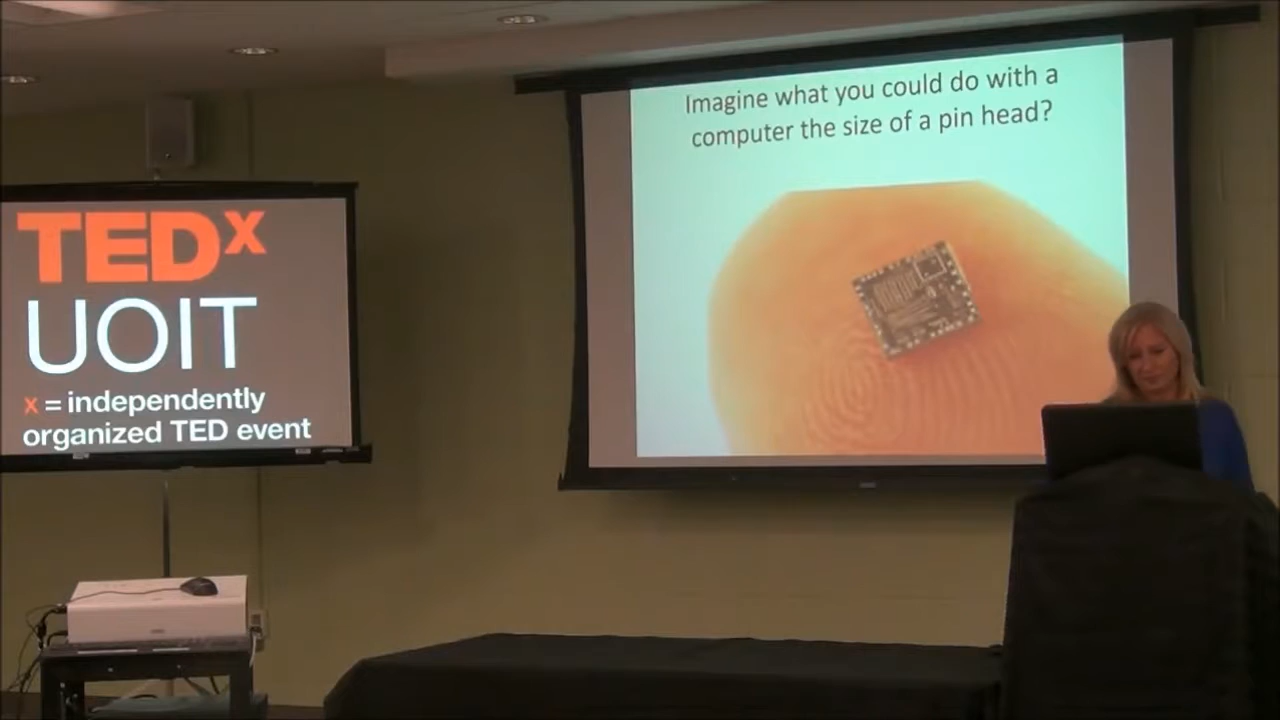 TEDx
UOIT
x = independently
organized TED event
Imagine what you could do with a
computer the size of a pin head?